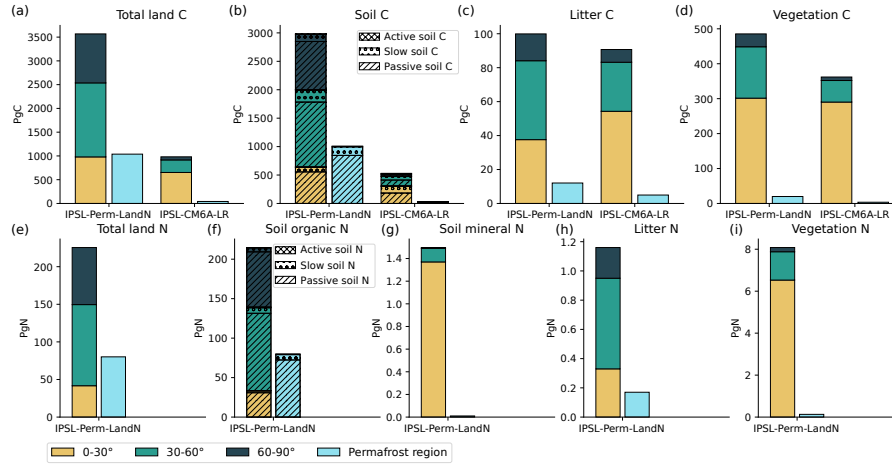 (a) Total land C
PgC
3500
3000
2500
2000
1500
1000
500
0
IPSL-Perm-LandN IPSL-CM6A-LR
(b) Soil C
PgC
3000
2500
2000
1500
1000
500
0
Active soil C
Slow soil C
Passive soil C
IPSL-Perm-LandN IPSL-CM6A-LR
(c) Litter C
PgC
100
80
60
40
20
0
IPSL-Perm-LandN IPSL-CM6A-LR
(d) Vegetation C
PgC
500
400
300
200
100
0
IPSL-Perm-LandN IPSL-CM6A-LR
(e) Total land N
PgN
200
150
100
50
0
IPSL-Perm-LandN
(f) Soil organic N
PgN
200
150
100
50
0
Active soil N
Slow soil N
Passive soil N
IPSL-Perm-LandN
(g) Soil mineral N
PgN
1.4
1.2
1.0
0.8
0.6
0.4
0.2
0.0
IPSL-Perm-LandN
(h) Litter N
PgN
1.2
1.0
0.8
0.6
0.4
0.2
0.0
IPSL-Perm-LandN
(i) Vegetation N
PgN
8
6
4
2
0
IPSL-Perm-LandN
0-30° 30-60° 60-90° Permafrost region